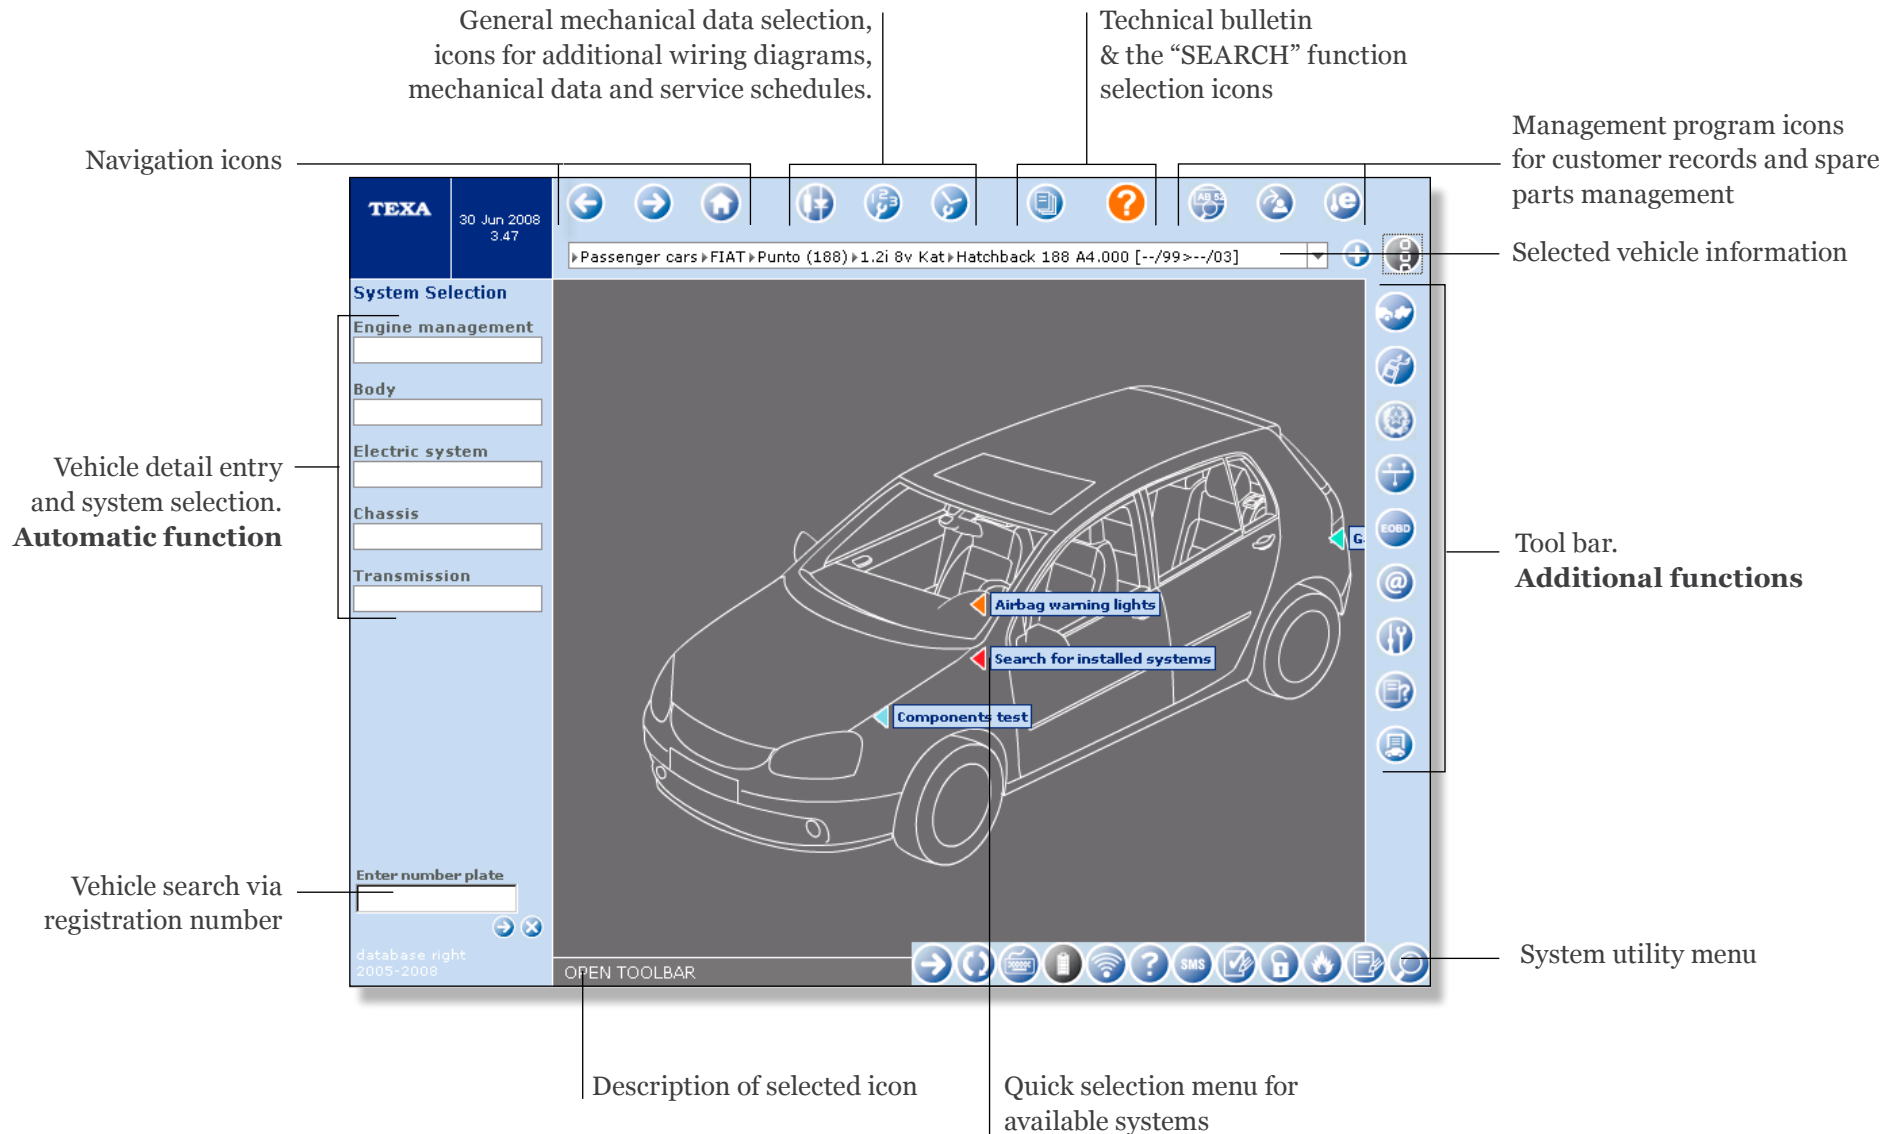 General mechanical data selection,
icons for additional wiring diagrams,
mechanical data and service schedules.
Technical bulletin
& the “SEARCH” function
selection icons
Management program icons
for customer records and spare
parts management
Navigation icons
TEXA
30 Jun 2008
3.47
AB 52
Passenger cars FIAT Punto (188) 1.2i 8v Kat Hatchback 188 A4.000 [--/99>--/03]
Selected vehicle information
System Selection
Engine management
Body
Electric system
Chassis
Transmission
Vehicle detail entry
and system selection.
Automatic function
G
EOBD
@
Airbag warning lights
Search for installed systems
Components test
Tool bar.
Additional functions
Enter number plate
Vehicle search via
registration number
database right
2005-2008
OPEN TOOLBAR
?
SMS
System utility menu
Description of selected icon
Quick selection menu for
available systems